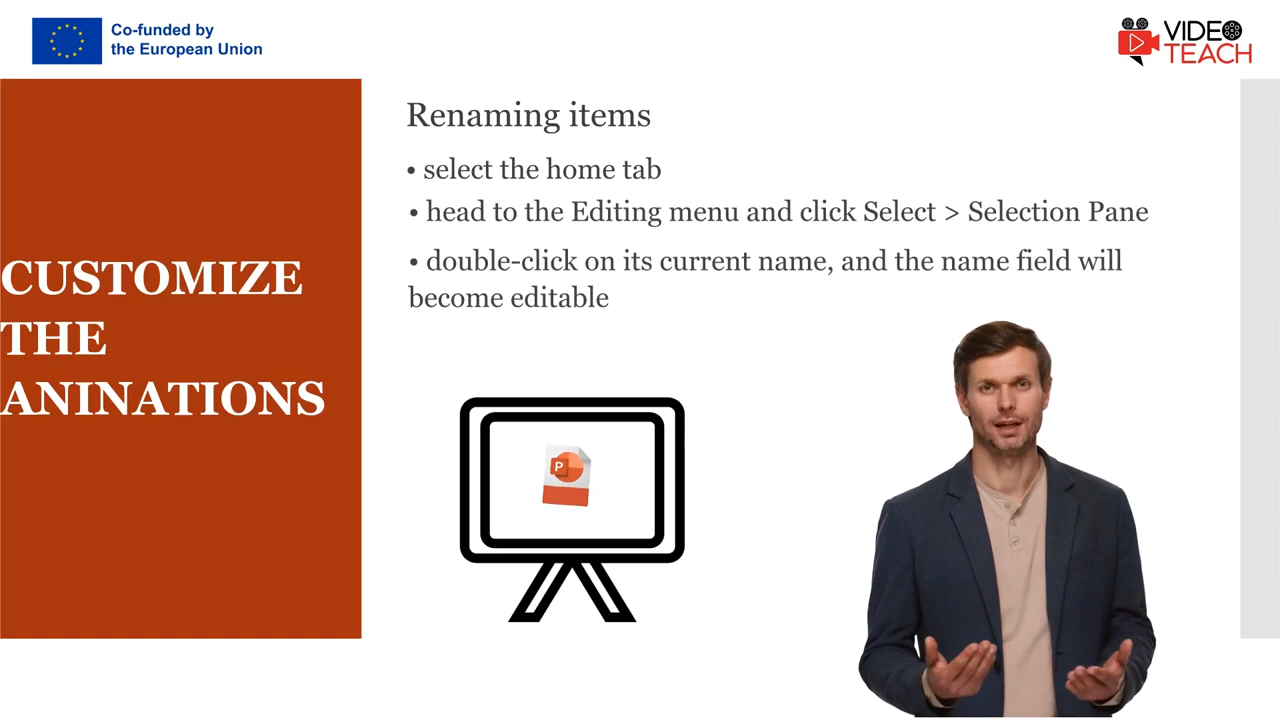 Co-funded by
the European Union
VIDEO
TEACH
CUSTOMIZE
THE
ANINATIONS
Renaming items
• select the home tab
• head to the Editing menu and click Select > Selection Pane
• double-click on its current name, and the name field will
become editable
P